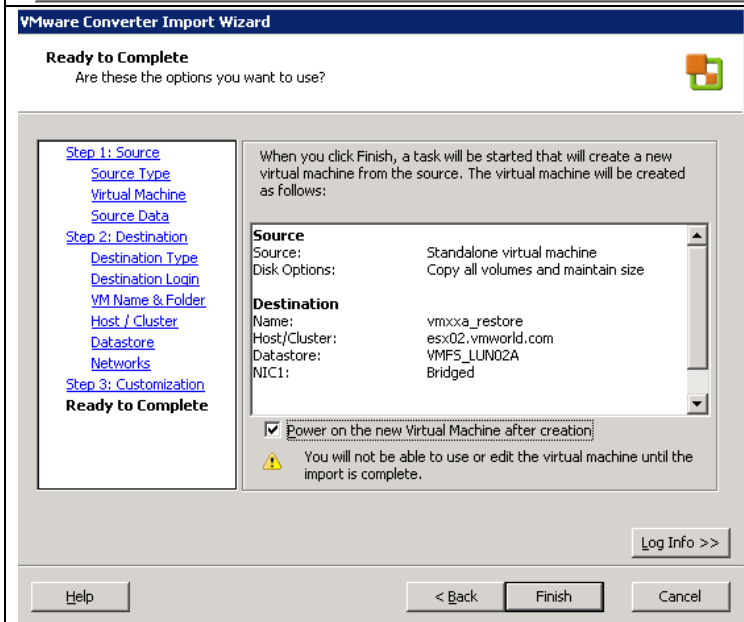 VMware Converter Import Wizard
Ready to Complete
Are these the options you want to use?
Step 1: Source
Source Type
Virtual Machine
Source Data
Step 2: Destination
Destination Type
Destination Login
VM Name & Folder
Host / Cluster
Datastore
Networks
Step 3: Customization
Ready to Complete
When you click Finish, a task will be started that will create a new
virtual machine from the source. The virtual machine will be created
as follows:
Source
Source: Standalone virtual machine
Disk Options: Copy all volumes and maintain size
Destination
Name: vmxxa_restore
Host/Cluster: esx02.vmworld.com
Datastore: VMFS_LUN02A
NIC1: Bridged
Power on the new Virtual Machine after creation
You will not be able to use or edit the virtual machine until the
import is complete.
Log Info >>
Help
< Back
Finish
Cancel